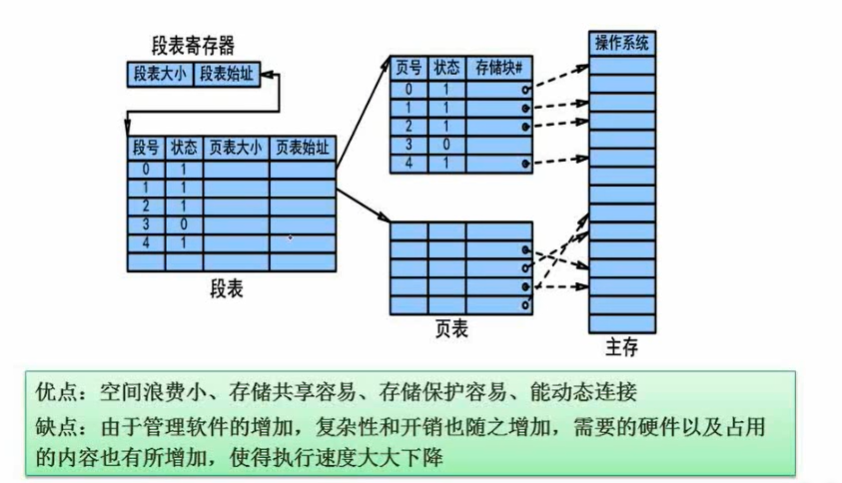 段表寄存器
段表大小 段表始址
段号 状态 页表大小 页表始址
0 1
1 1
2 1
3 0
4 1
段表
页号 状态 存储块#
0 1
1 1
2 1
3 0
4 1
页表
操作系统
主存
优点：空间浪费小、存储共享容易、存储保护容易、能动态连接
缺点：由于管理软件的增加，复杂性和开销也随之增加，需要的硬件以及占用
的内容也有所增加，使得执行速度大大下降